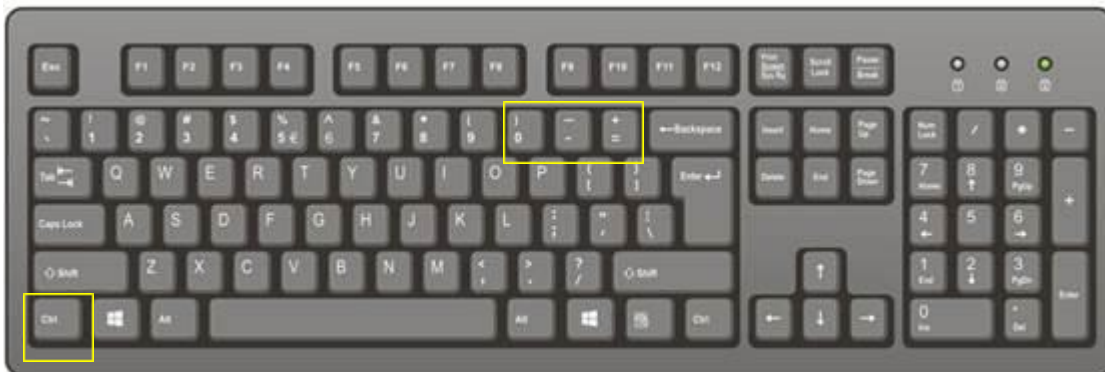 Esc F1 F2 F3 F4 F5 F6 F7 F8 F9 F10 F11 F12 Print Screen Sys Rq Scroll Lock Pause Break
~ ` ! 1 @ 2 # 3 $ 4 % 5 € ^ 6 & 7 * 8 ( 9 ) 0 — - + = ←Backspace Insert Home Page Up Num Lock / * −
Tab Q W E R T Y U I O P { [ } ] Enter ↵ Delete End Page Down 7 Home 8 ↑ 9 PgUp +
Caps Lock A S D F G H J K L : ; " ' | \ 4 ← 5 6 →
Shift Z X C V B N M < , > . ? / Shift ↑ 1 End 2 ↓ 3 PgDn Enter
Ctrl Alt Alt Ctrl ← ↓ → 0 Ins . Del